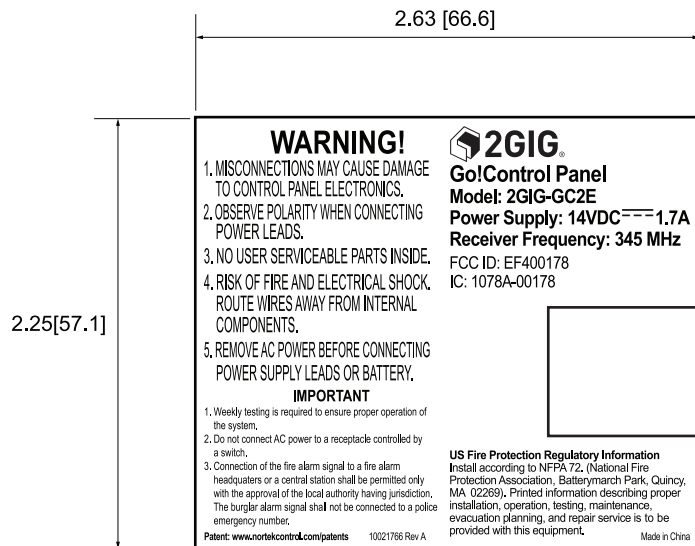 2.63 [66.6]
2.25[57.1]
WARNING!
1. MISCONNECTIONS MAY CAUSE DAMAGE
TO CONTROL PANEL ELECTRONICS.
2. OBSERVE POLARITY WHEN CONNECTING
POWER LEADS.
3. NO USER SERVICEABLE PARTS INSIDE.
4. RISK OF FIRE AND ELECTRICAL SHOCK.
ROUTE WIRES AWAY FROM INTERNAL
COMPONENTS.
5. REMOVE AC POWER BEFORE CONNECTING
POWER SUPPLY LEADS OR BATTERY.
IMPORTANT
1. Weekly testing is required to ensure proper operation of
the system.
2. Do not connect AC power to a receptacle controlled by
a switch.
3. Connection of the fire alarm signal to a fire alarm
headquaters or a central station shall be permitted only
with the approval of the local authority having jurisdiction.
The burglar alarm signal shall not be connected to a police
emergency number.
Patent: www.nortekcontrol.com/patents 10021766 Rev A
2GIG®
Go!Control Panel
Model: 2GIG-GC2E
Power Supply: 14VDC 1.7A
Receiver Frequency: 345 MHz
FCC ID: EF400178
IC: 1078A-00178
US Fire Protection Regulatory Information
Install according to NFPA 72. (National Fire
Protection Association, Batterymarch Park, Quincy,
MA 02269). Printed information describing proper
installation, operation, testing, maintenance,
evacuation planning, and repair service is to be
provided with this equipment.
Made in China